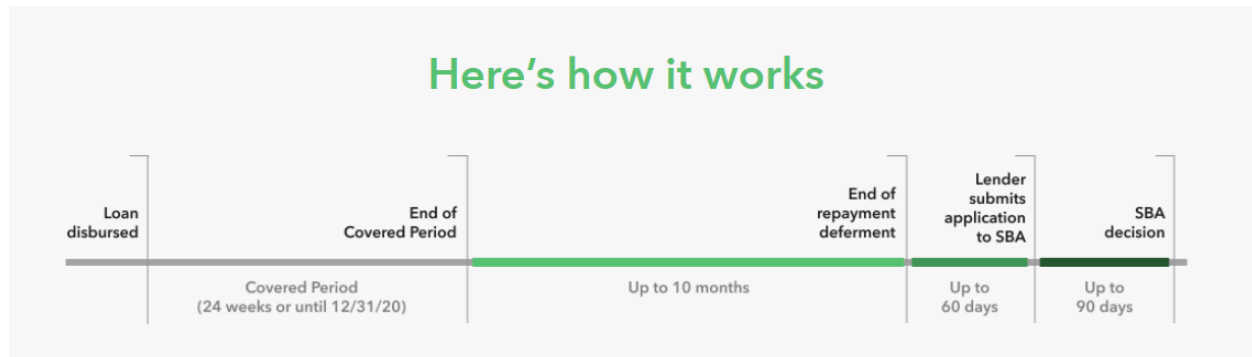 Here's how it works
Loan
disbursed
End of
Covered Period
End of
repayment
deferment
Lender
submits
application
to SBA
SBA
decision
Covered Period
(24 weeks or until 12/31/20)
Up to 10 months
Up to
60 days
Up to
90 days